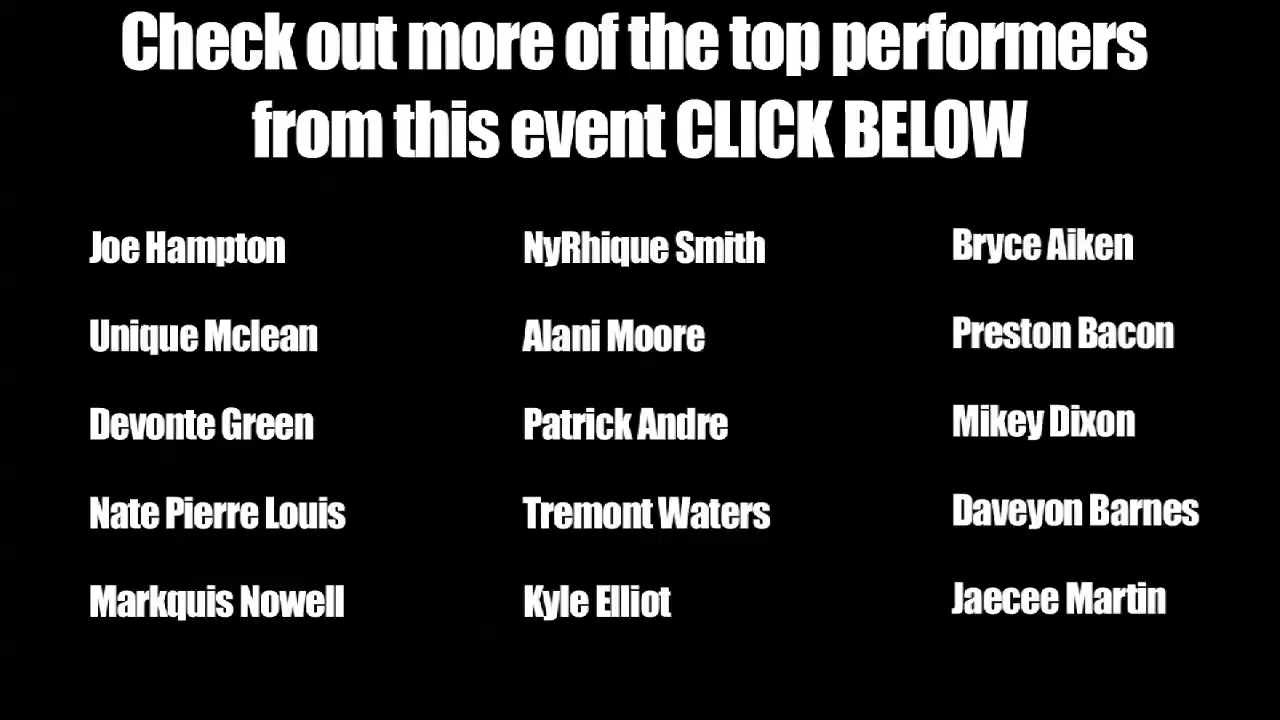 Check out more of the top performers
from this event CLICK BELOW
Joe Hampton
Unique Mclean
Devonte Green
Nate Pierre Louis
Markquis Nowell
NyRhique Smith
Alani Moore
Patrick Andre
Tremont Waters
Kyle Elliot
Bryce Aiken
Preston Bacon
Mikey Dixon
Daveyon Barnes
Jaecee Martin